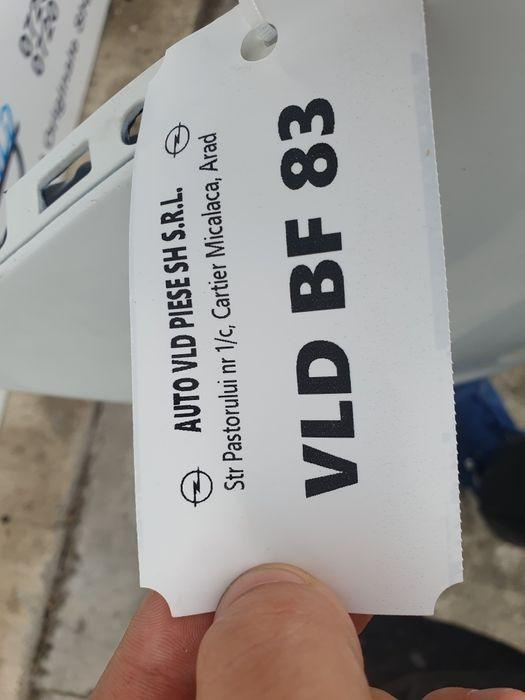 AUTO VLD PIESE SH S.R.L.
Str Pastorului nr 1/c, Cartier Micalaca, Arad
VLD BF 83